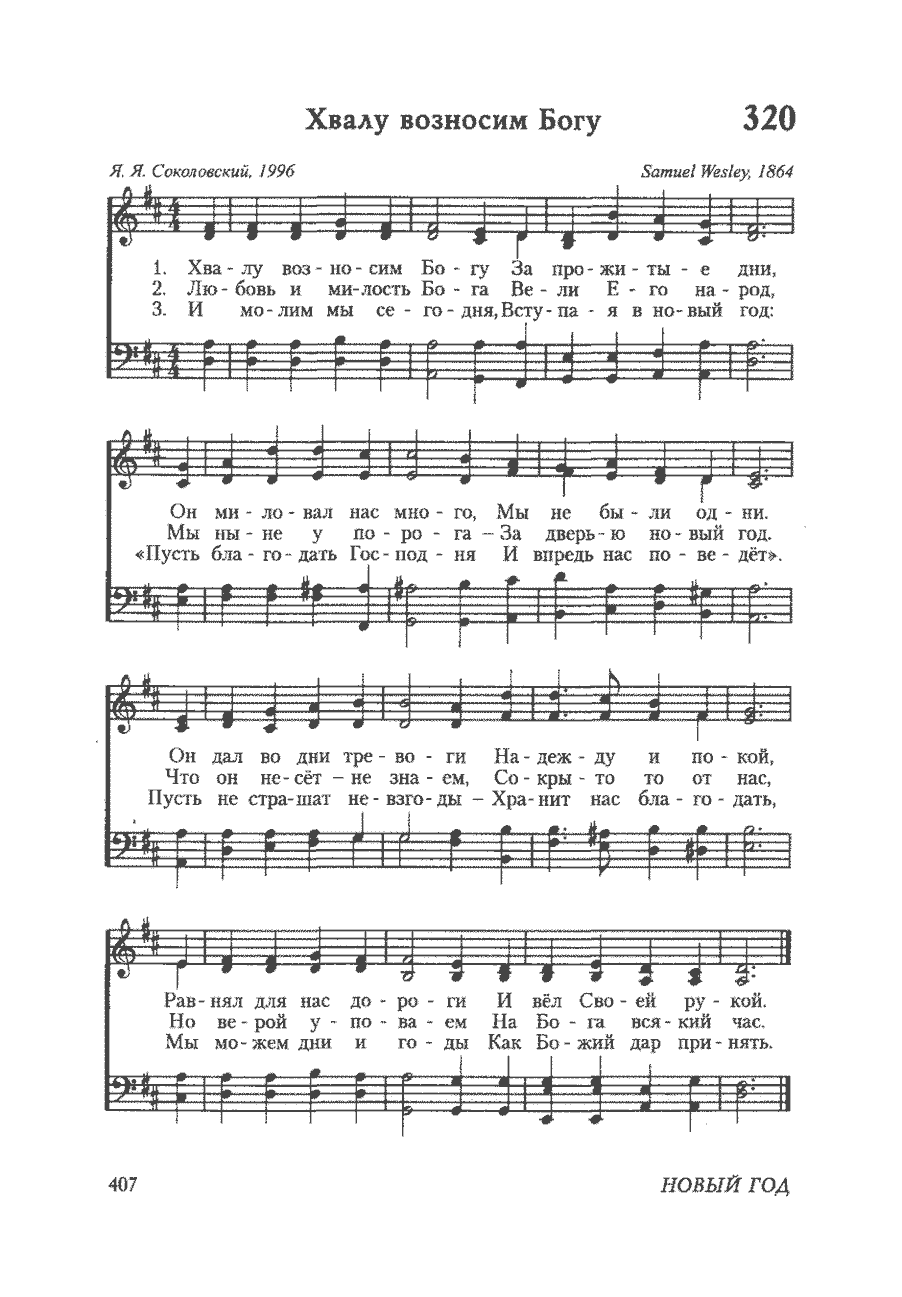 Хвалу возносим Богу 320
Я. Я. Соколовский, 1996 Samuel Wesley, 1864
1. Хва - лу воз - но - сим Бо - гу За про - жи - ты - е дни,
2. Лю - бовь и ми - лость Бо - га Ве - ли Е - го на - род,
3. И мо - лим мы се - го - дня, Всту - па - я в но - вый год:
Он ми - ло - вал нас мно - го, Мы не бы - ли од - ни.
Мы ны - не у по - ро - га – За дверь - ю но - вый год.
«Пусть бла - го - дать Гос - под - ня И впредь нас по - ве - дёт».
Он дал во дни тре - во - ги На - деж - ду и по - кой,
Что он не - сёт – не зна - ем, Со - кры - то то от нас,
Пусть не стра - шат не - взго - ды – Хра - нит нас бла - го - дать,
Рав - нял для нас до - ро - ги И вёл Сво - ей ру - кой.
Но ве - рой у - по - ва - ем На Бо - га вся - кий час.
Мы мо - жем дни и го - ды Как Бо - жий дар при - нять.
407 НОВЫЙ ГОД